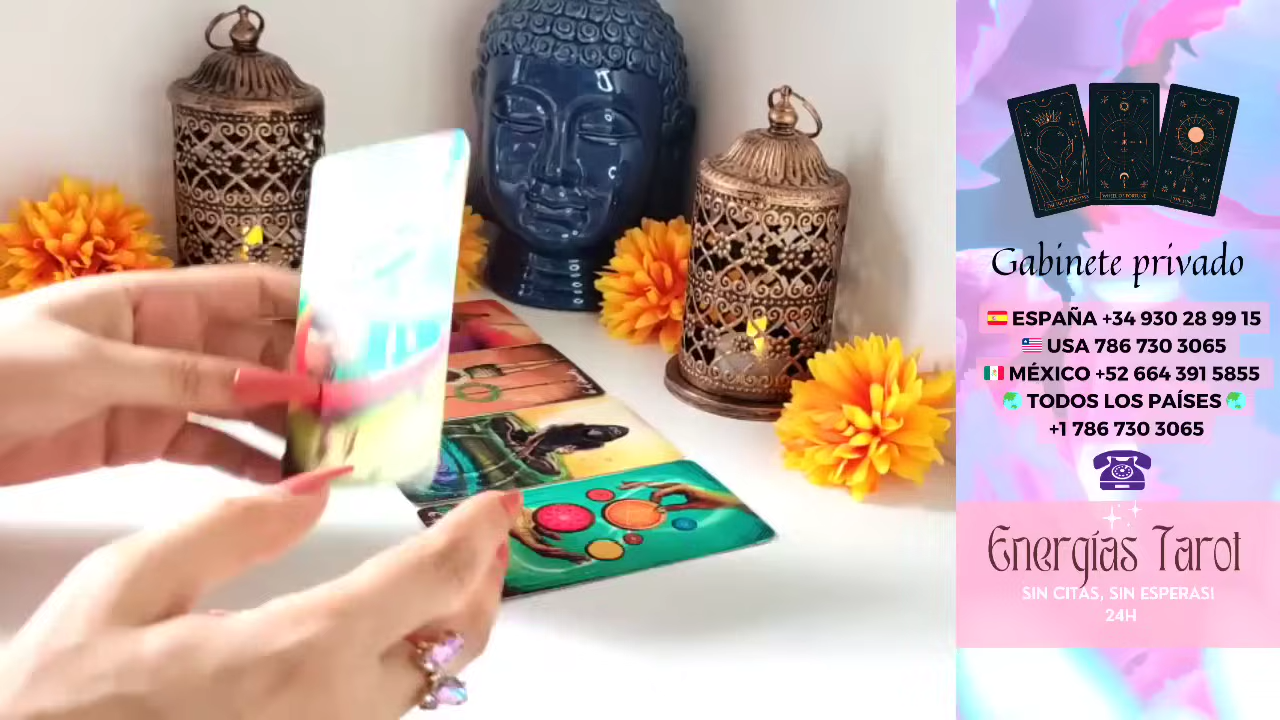 Gabinete privado
ESPAÑA +34 930 28 99 15
USA 786 730 3065
MÉXICO +52 664 391 5855
TODOS LOS PAÍSES
+1 786 730 3065
Energías Tarot
SIN CITAS, SIN ESPERAS!
24H